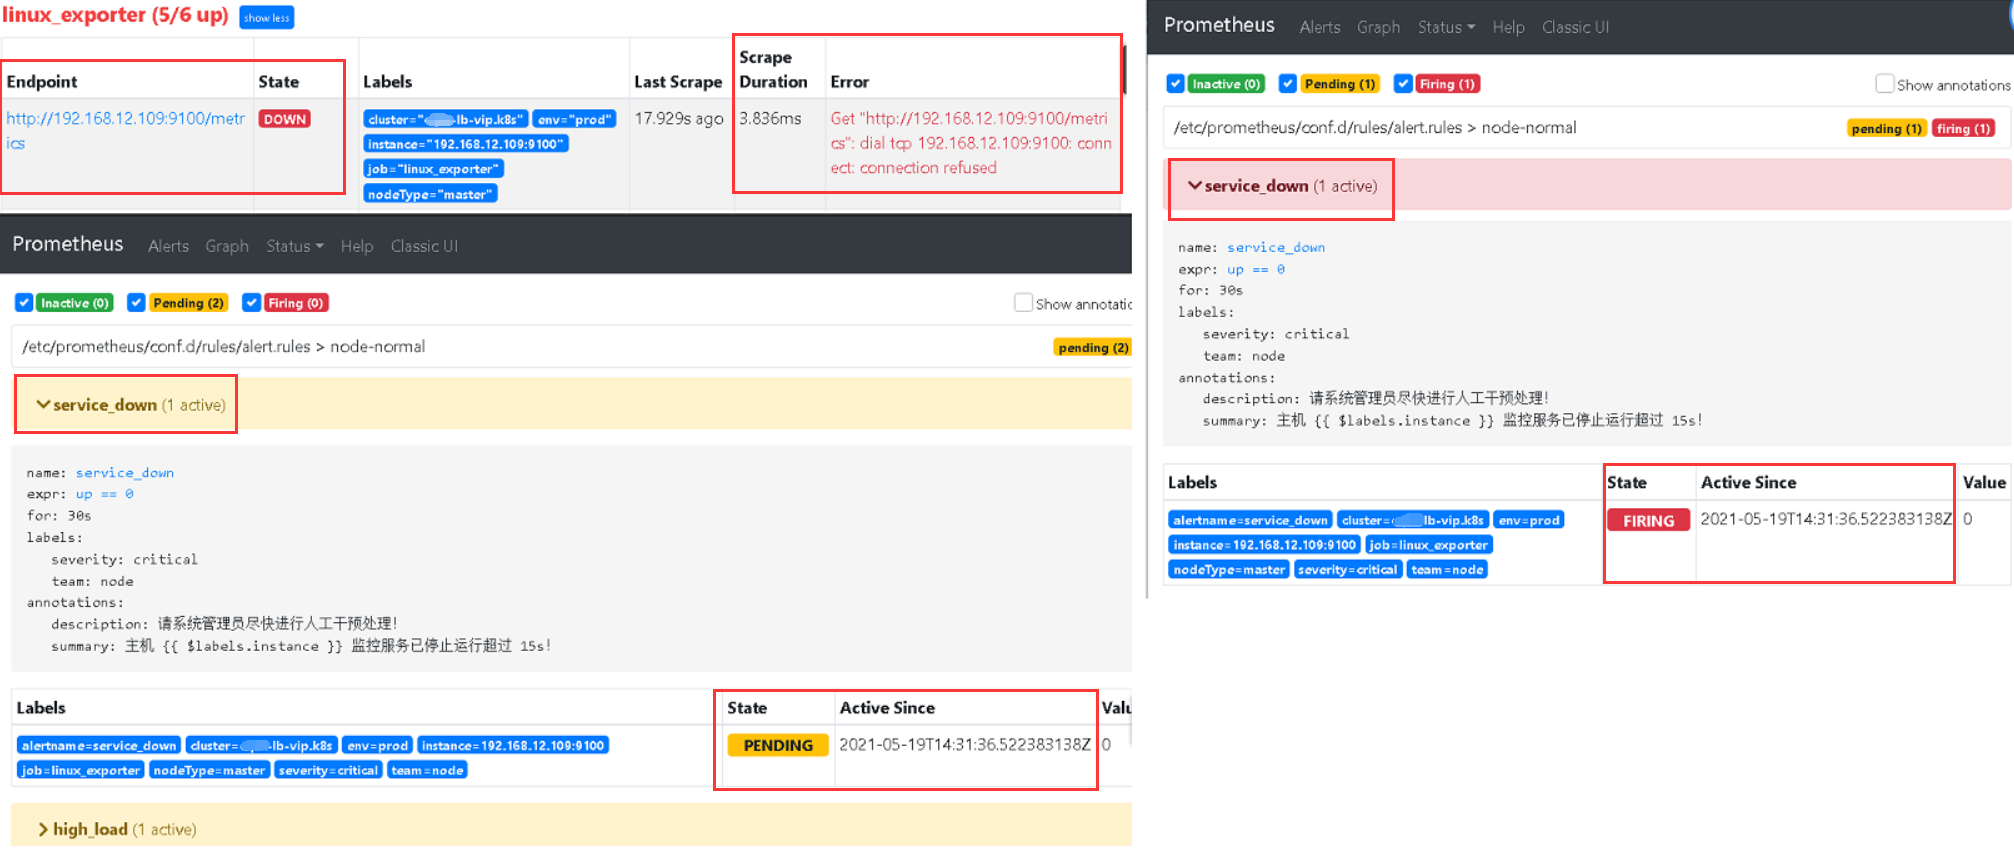 linux_exporter (5/6 up) show less
Endpoint State Labels Last Scrape Scrape Duration Error
http://192.168.12.109:9100/metr
ics
DOWN
cluster=" -lb-vip.k8s" env="prod"
instance="192.168.12.109:9100"
job="linux_exporter"
nodeType="master"
17.929s ago
3.836ms
Get "http://192.168.12.109:9100/metri
cs": dial tcp 192.168.12.109:9100: conn
ect: connection refused
Prometheus Alerts Graph Status Help Classic UI
Inactive (0) Pending (2) Firing (0) Show annotatio
/etc/prometheus/conf.d/rules/alert.rules > node-normal pending (2)
service_down (1 active)
name: service_down
expr: up == 0
for: 30s
labels:
severity: critical
team: node
annotations:
description: 请系统管理员尽快进行人工干预处理!
summary: 主机 {{ $labels.instance }} 监控服务已停止运行超过 15s!
Labels State Active Since Valu
alertname=service_down cluster= -lb-vip.k8s env=prod instance=192.168.12.109:9100
job=linux_exporter nodeType=master severity=critical team=node
PENDING 2021-05-19T14:31:36.522383138Z 0
high_load (1 active)
Prometheus Alerts Graph Status Help Classic UI
Inactive (0) Pending (1) Firing (1) Show annotations
/etc/prometheus/conf.d/rules/alert.rules > node-normal pending (1) firing (1)
service_down (1 active)
name: service_down
expr: up == 0
for: 30s
labels:
severity: critical
team: node
annotations:
description: 请系统管理员尽快进行人工干预处理!
summary: 主机 {{ $labels.instance }} 监控服务已停止运行超过 15s!
Labels State Active Since Value
alertname=service_down cluster= lb-vip.k8s env=prod
instance=192.168.12.109:9100 job=linux_exporter
nodeType=master severity=critical team=node
FIRING 2021-05-19T14:31:36.522383138Z 0